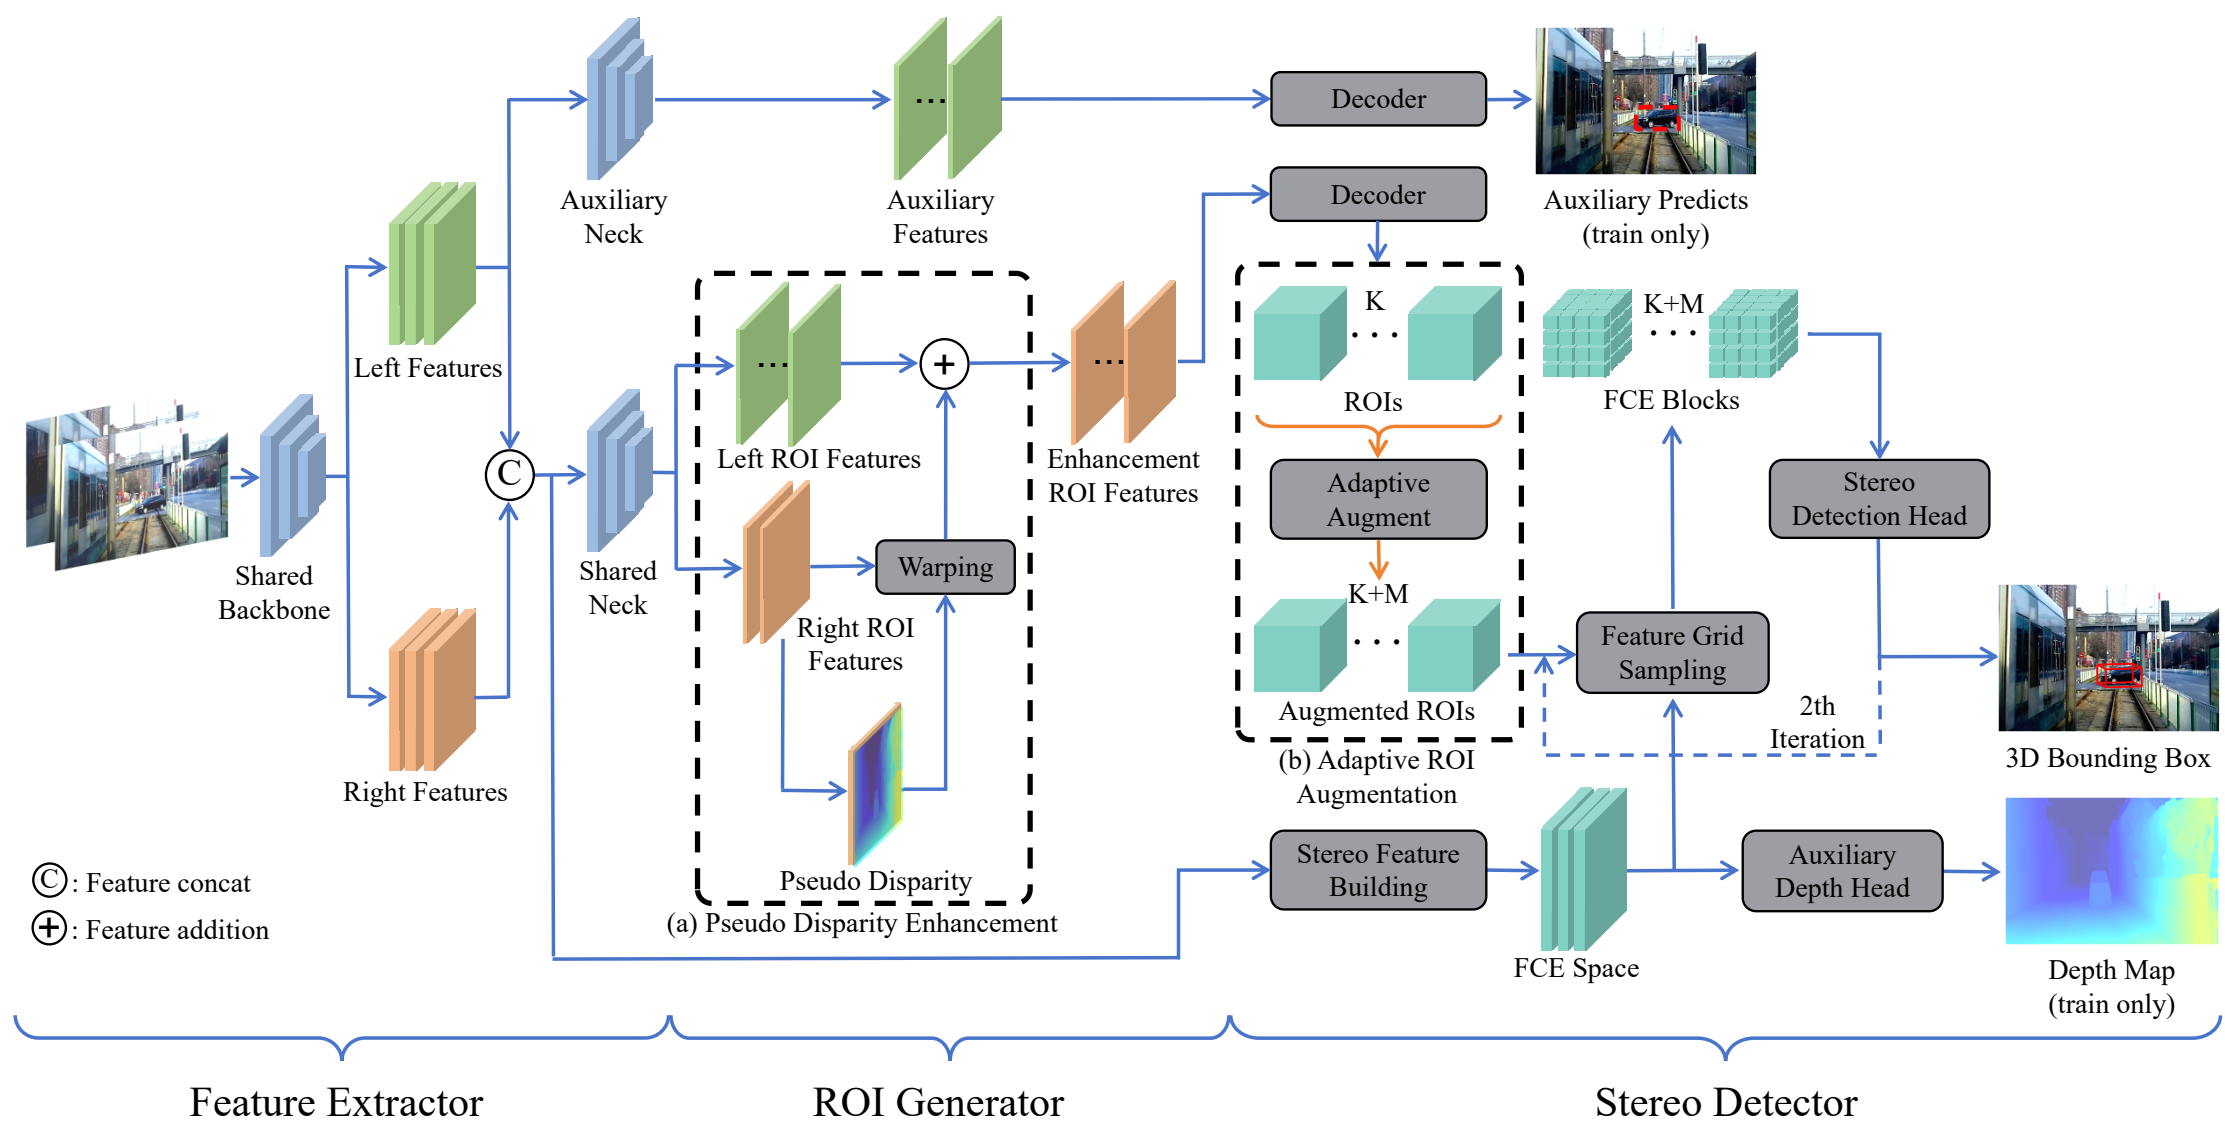 Decoder
Auxiliary
Neck
...
Auxiliary
Features
Decoder
Auxiliary Predicts
(train only)
Left Features
Shared
Backbone
Right Features
C
Shared
Neck
...
Left ROI Features
+
Right ROI
Features
Warping
Pseudo Disparity
(a) Pseudo Disparity Enhancement
...
Enhancement
ROI Features
K
...
ROIs
Adaptive
Augment
K+M
...
Augmented ROIs
(b) Adaptive ROI
Augmentation
K+M
...
FCE Blocks
Stereo
Detection Head
Feature Grid
Sampling
2th
Iteration
3D Bounding Box
Stereo Feature
Building
FCE Space
Auxiliary
Depth Head
Depth Map
(train only)
C : Feature concat
+ : Feature addition
Feature Extractor
ROI Generator
Stereo Detector